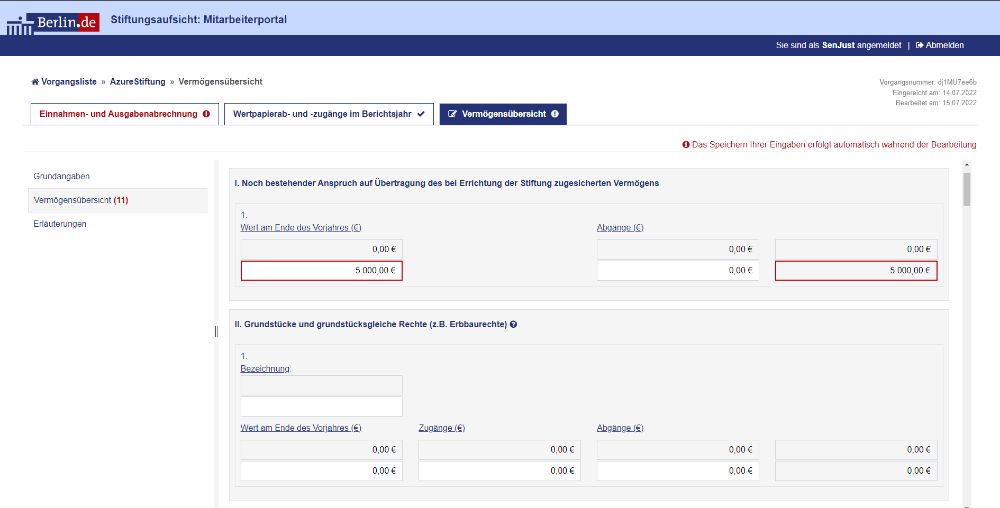 Berlin.de
Stiftungsaufsicht: Mitarbeiterportal
Sie sind als SenJust angemeldet | Abmelden
Vorgangsliste » AzureStiftung » Vermögensübersicht
Vorgangsnummer: dj1MU7ee6b
Eingereicht am: 14.07.2022
Bearbeitet am: 15.07.2022
Einnahmen- und Ausgabenabrechnung
Wertpapierab- und -zugänge im Berichtsjahr
Vermögensübersicht
Das Speichern Ihrer Eingaben erfolgt automatisch während der Bearbeitung
Grundangaben
Vermögensübersicht (11)
Erläuterungen
I. Noch bestehender Anspruch auf Übertragung des bei Errichtung der Stiftung zugesicherten Vermögens
1.
Wert am Ende des Vorjahres (€) Abgänge (€)
0,00 € 0,00 € 0,00 €
5 000,00 € 0,00 € 5 000,00 €
II. Grundstücke und grundstücksgleiche Rechte (z.B. Erbbaurechte)
1.
Bezeichnung:
Wert am Ende des Vorjahres (€) Zugänge (€) Abgänge (€)
0,00 € 0,00 € 0,00 € 0,00 €
0,00 € 0,00 € 0,00 € 0,00 €